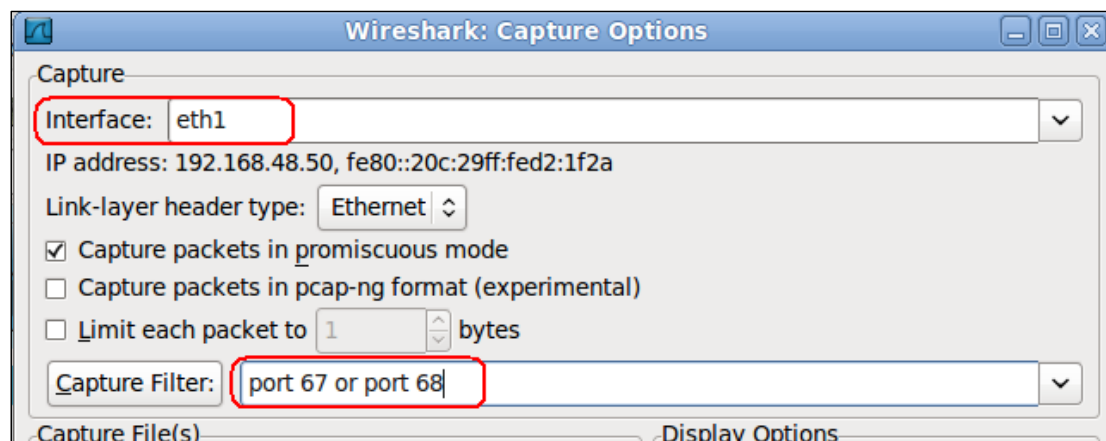 Wireshark: Capture Options
Capture
Interface: eth1
IP address: 192.168.48.50, fe80::20c:29ff:fed2:1f2a
Link-layer header type: Ethernet
Capture packets in promiscuous mode
Capture packets in pcap-ng format (experimental)
Limit each packet to 1 bytes
Capture Filter: port 67 or port 68
Capture File(s) Display Options